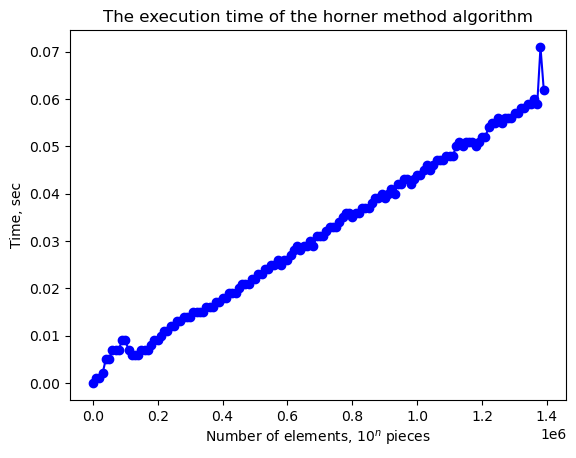 The execution time of the horner method algorithm
0.07
0.06
0.05
0.04
0.03
0.02
0.01
0.00
Time, sec
0.0 0.2 0.4 0.6 0.8 1.0 1.2 1.4
1e6
Number of elements, 10ⁿ pieces